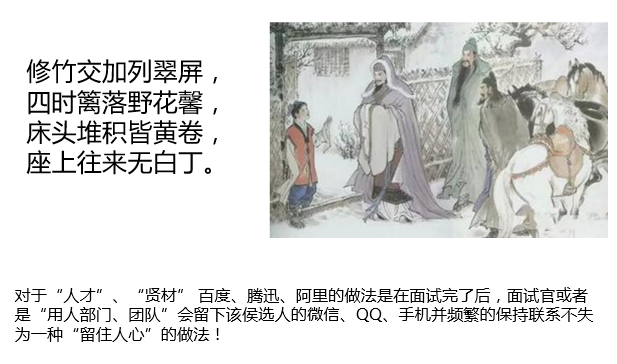 修竹交加列翠屏，
四时篱落野花馨，
床头堆积皆黄卷，
座上往来无白丁。
对于“人才”、“贤材” 百度、腾迅、阿里的做法是在面试完了后，面试官或者
是“用人部门、团队”会留下该侯选人的微信、QQ、手机并频繁的保持联系不失
为一种“留住人心”的做法！